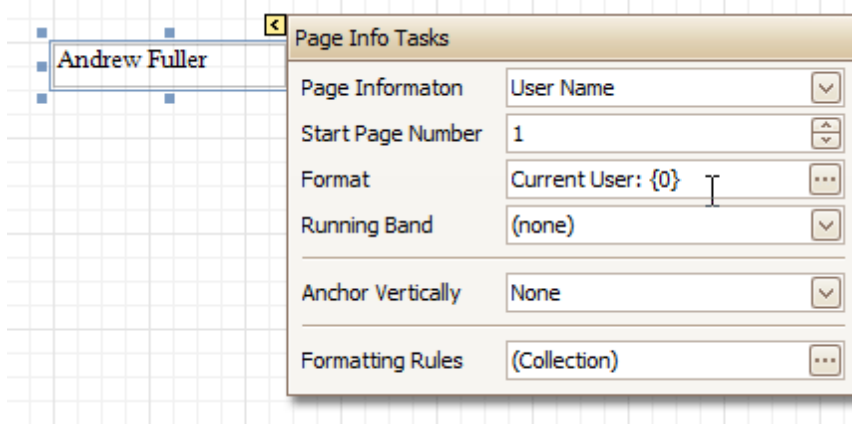 Andrew Fuller
Page Info Tasks
Page Informaton User Name
Start Page Number 1
Format Current User: {0}
Running Band (none)
Anchor Vertically None
Formatting Rules (Collection)